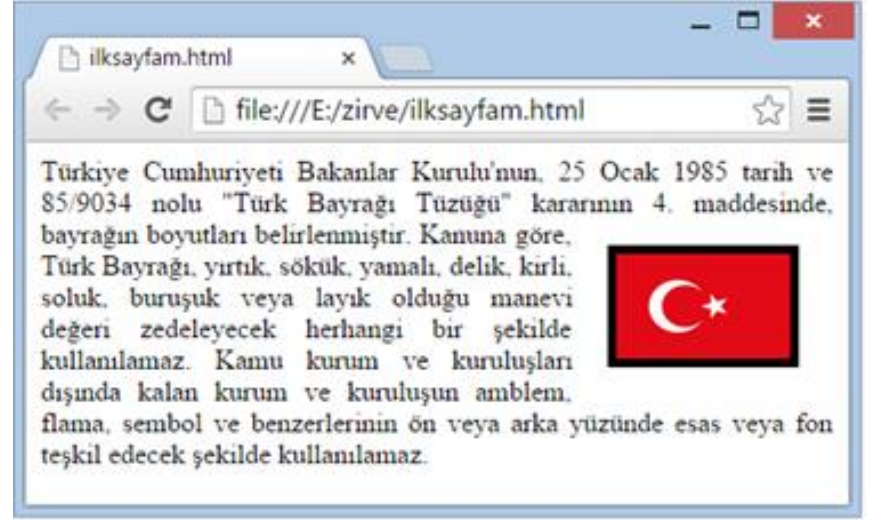 ilksayfam.html
file:///E:/zirve/ilksayfam.html
Türkiye Cumhuriyeti Bakanlar Kurulu'nun, 25 Ocak 1985 tarih ve
85/9034 nolu "Türk Bayrağı Tüzüğü" kararının 4. maddesinde,
bayrağın boyutları belirlenmiştir. Kanuna göre,
Türk Bayrağı, yırtık, sökük, yamalı, delik, kirli,
soluk, buruşuk veya layık olduğu manevi
değeri zedeleyecek herhangi bir şekilde
kullanılamaz. Kamu kurum ve kuruluşları
dışında kalan kurum ve kuruluşun amblem,
flama, sembol ve benzerlerinin ön veya arka yüzünde esas veya fon
teşkil edecek şekilde kullanılamaz.